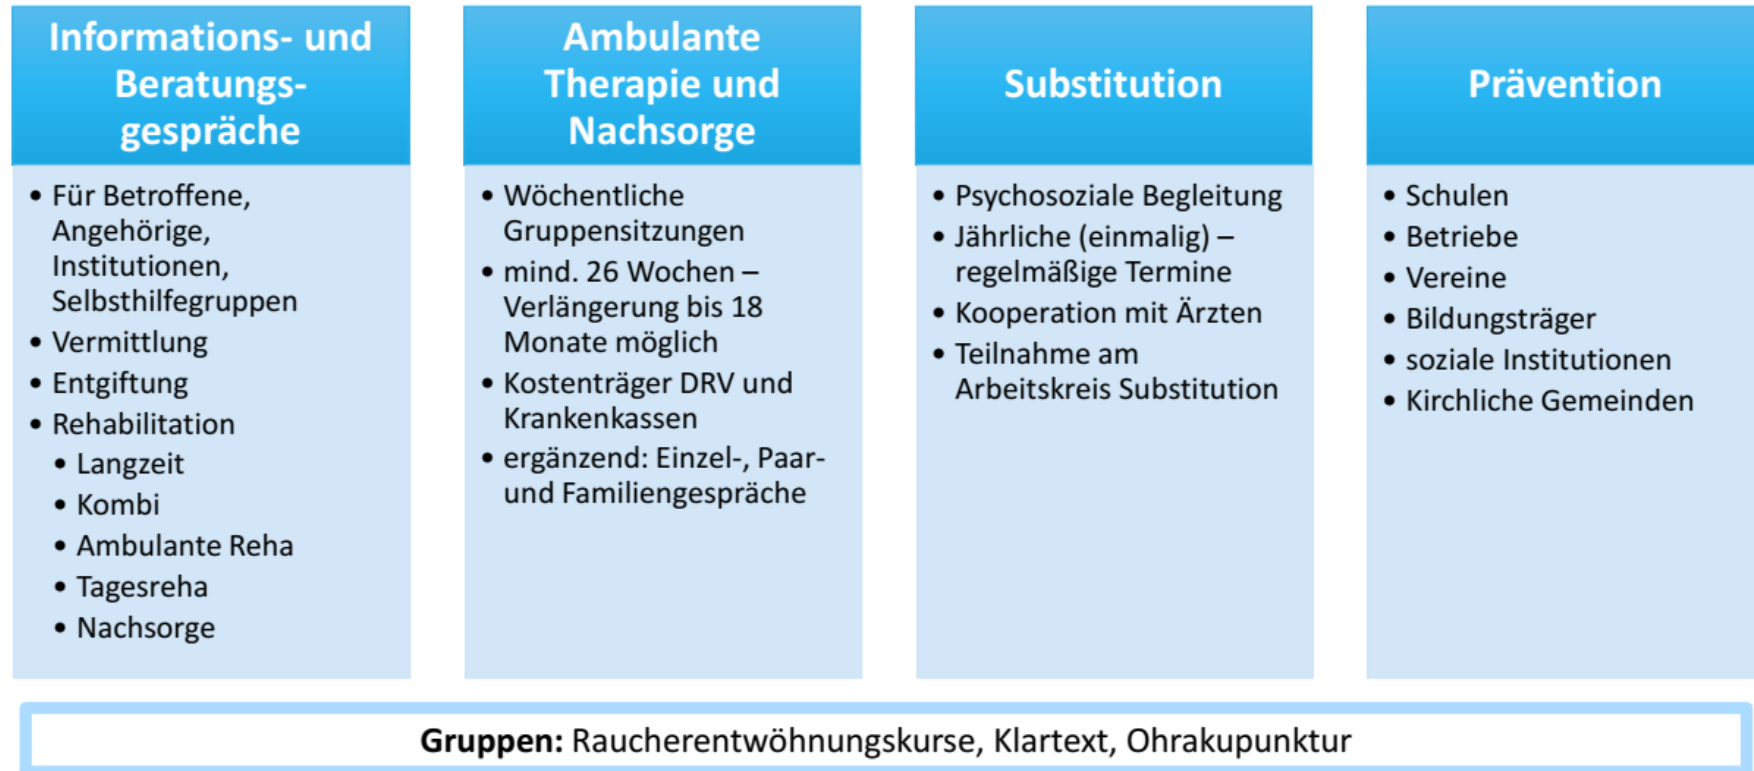 Informations- und
Beratungs-
gespräche
• Für Betroffene,
Angehörige,
Institutionen,
Selbsthilfegruppen
• Vermittlung
• Entgiftung
• Rehabilitation
• Langzeit
• Kombi
• Ambulante Reha
• Tagesreha
• Nachsorge
Ambulante
Therapie und
Nachsorge
• Wöchentliche
Gruppensitzungen
• mind. 26 Wochen –
Verlängerung bis 18
Monate möglich
• Kostenträger DRV und
Krankenkassen
• ergänzend: Einzel-, Paar-
und Familiengespräche
Substitution
• Psychosoziale Begleitung
• Jährliche (einmalig) –
regelmäßige Termine
• Kooperation mit Ärzten
• Teilnahme am
Arbeitskreis Substitution
Prävention
• Schulen
• Betriebe
• Vereine
• Bildungsträger
• soziale Institutionen
• Kirchliche Gemeinden
Gruppen: Raucherentwöhnungskurse, Klartext, Ohrakupunktur